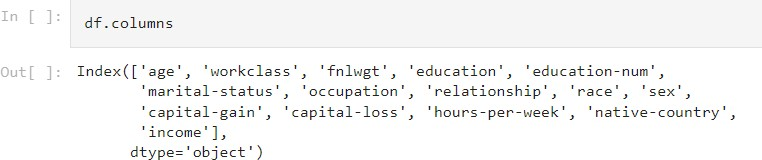 In [ ]: df.columns
Out[ ]: Index(['age', 'workclass', 'fnlwgt', 'education', 'education-num',
'marital-status', 'occupation', 'relationship', 'race', 'sex',
'capital-gain', 'capital-loss', 'hours-per-week', 'native-country',
'income'],
dtype='object')